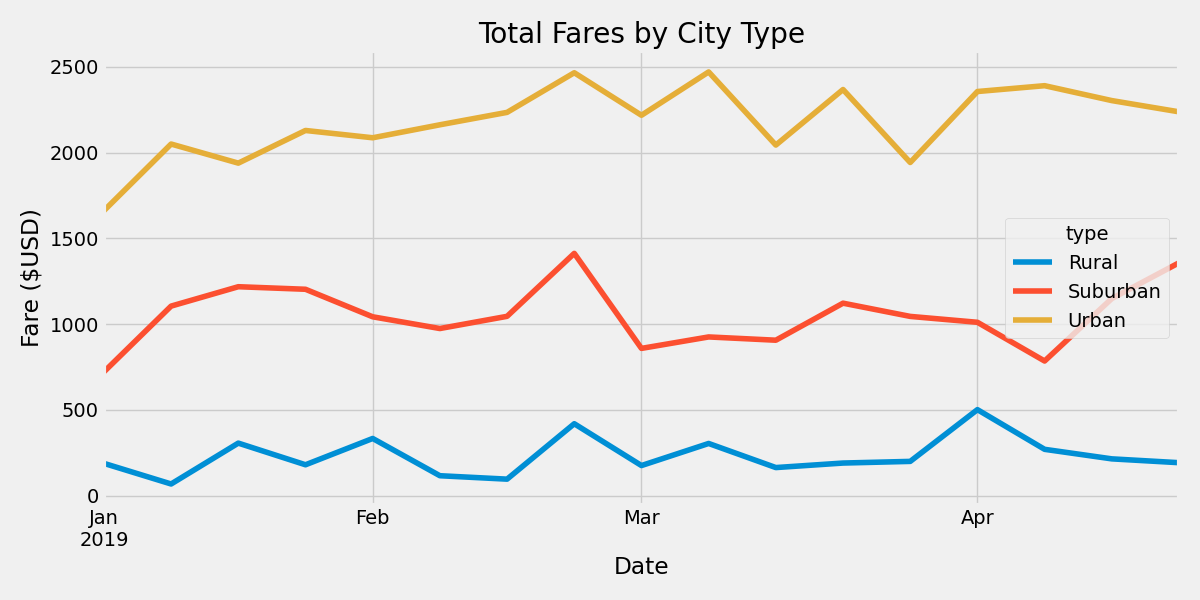 Total Fares by City Type
Fare ($USD)
2500
2000
1500
1000
500
0
type
Rural
Suburban
Urban
Jan
2019
Feb
Mar
Apr
Date